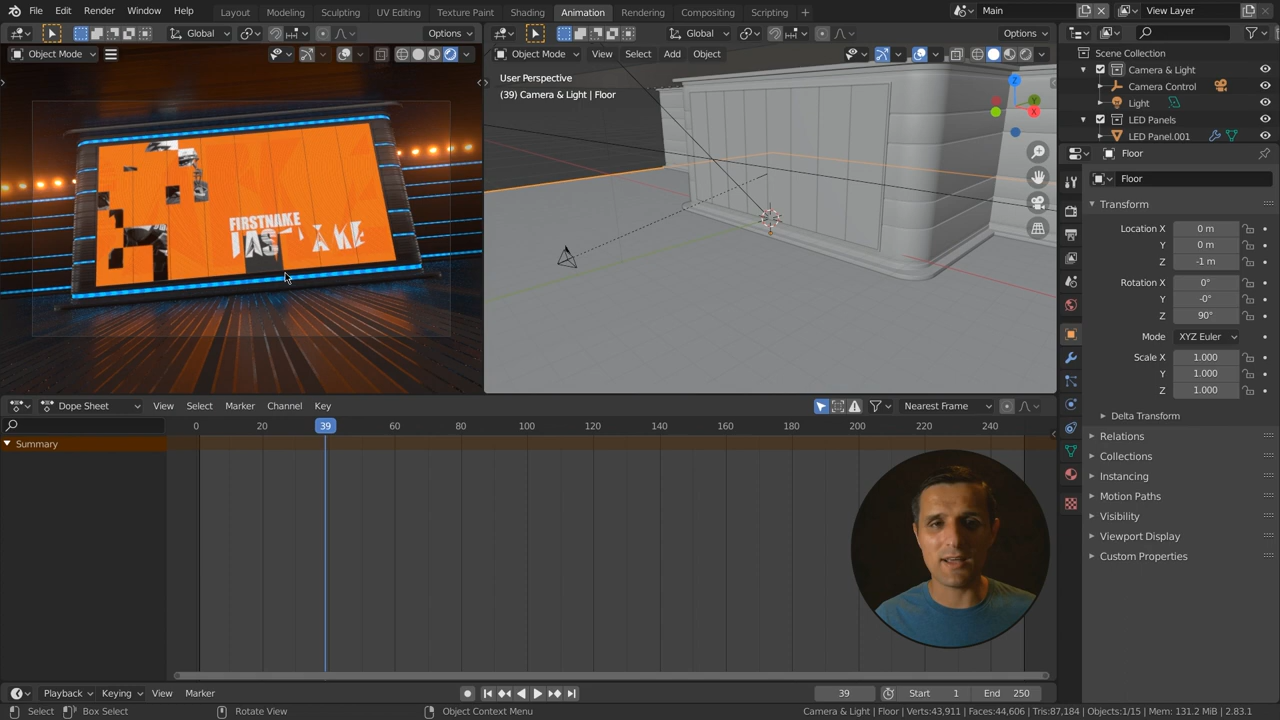 File Edit Render Window Help Layout Modeling Sculpting UV Editing Texture Paint Shading Animation Rendering Compositing Scripting + Main View Layer
Global Options
Object Mode
FIRSTNAKE
Global Options
Object Mode View Select Add Object
User Perspective
(39) Camera & Light | Floor
Z
Y
X
Scene Collection
Camera & Light
Camera Control
Light
LED Panels
LED Panel.001
Floor
Floor
Transform
Location X 0 m
Y 0 m
Z -1 m
Rotation X 0°
Y -0°
Z 90°
Mode XYZ Euler
Scale X 1.000
Y 1.000
Z 1.000
Delta Transform
Relations
Collections
Instancing
Motion Paths
Visibility
Viewport Display
Custom Properties
Dope Sheet View Select Marker Channel Key Nearest Frame
0 20 39 60 80 100 120 140 160 180 200 220 240
Summary
Playback Keying View Marker 39 Start 1 End 250
Select Box Select Rotate View Object Context Menu Camera & Light | Floor | Verts:43,911 | Faces:44,606 | Tris:87,184 | Objects:1/15 | Mem: 131.2 MiB | 2.83.1